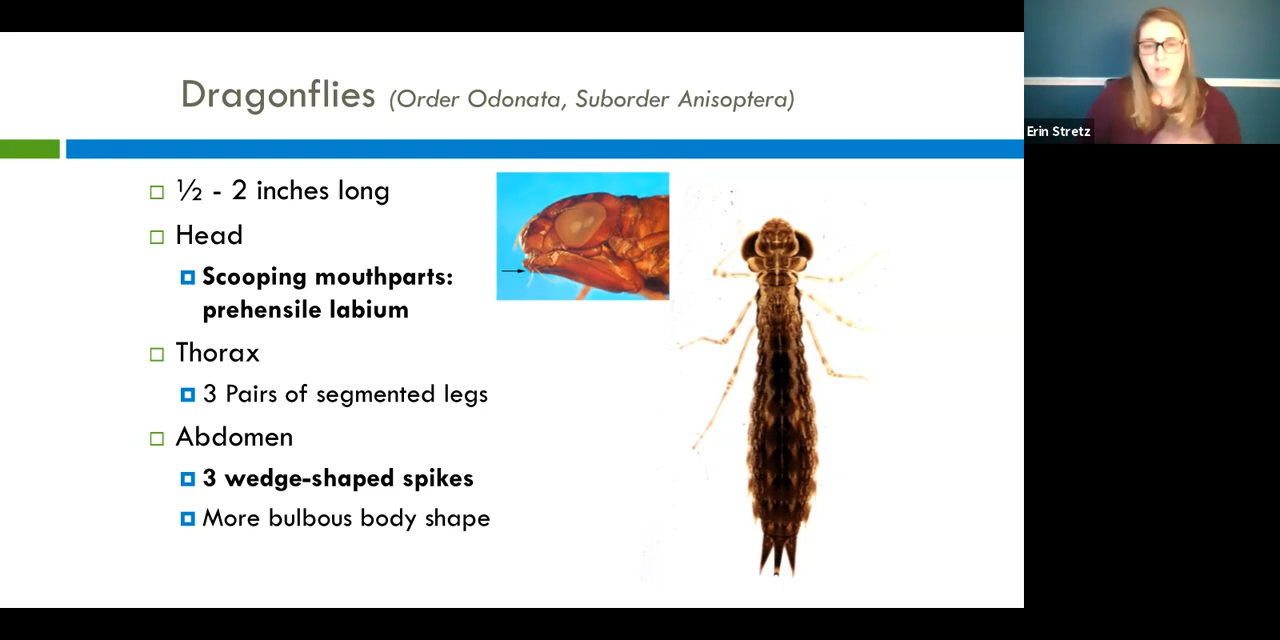 Dragonflies (Order Odonata, Suborder Anisoptera)
½ - 2 inches long
Head
Scooping mouthparts:
prehensile labium
Thorax
3 Pairs of segmented legs
Abdomen
3 wedge-shaped spikes
More bulbous body shape
Erin Stretz